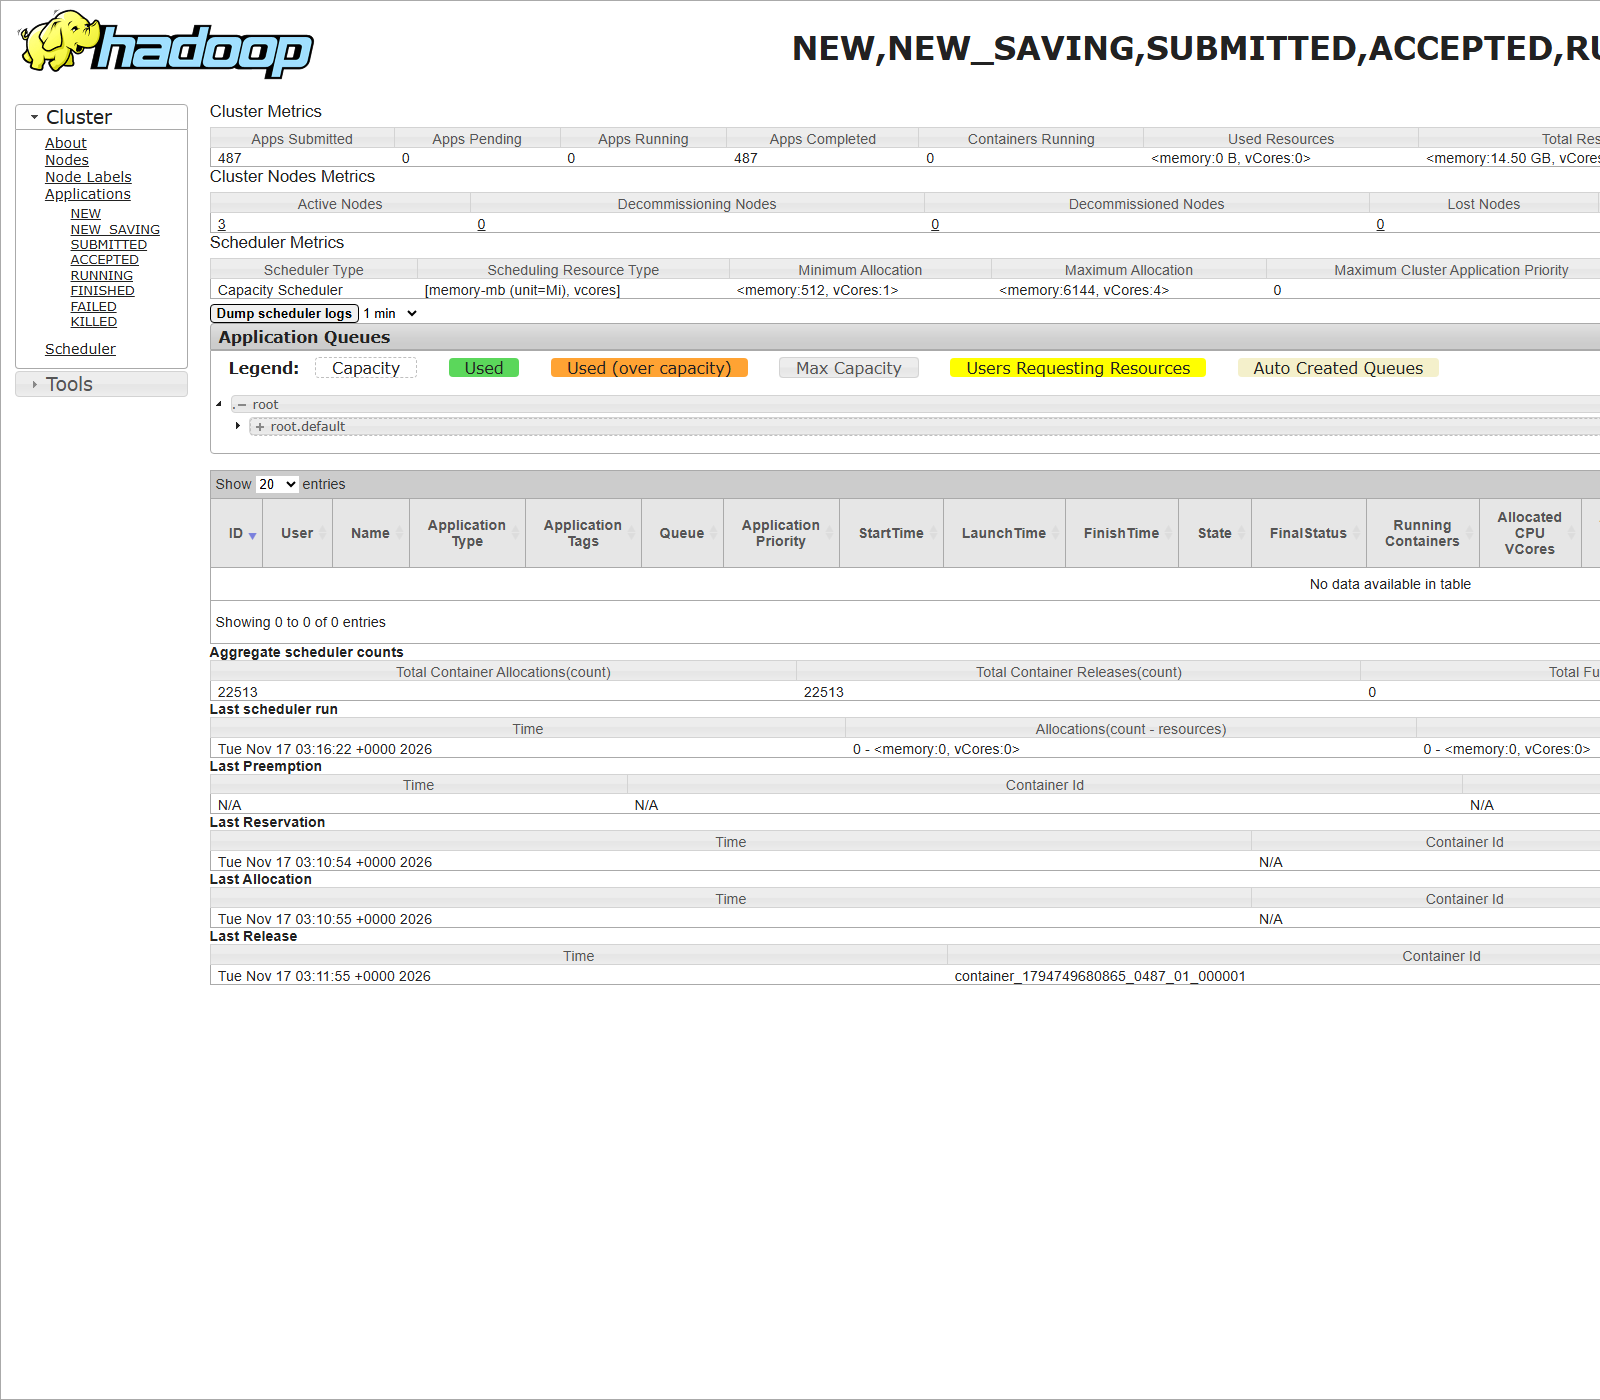 hadoop
NEW,NEW_SAVING,SUBMITTED,ACCEPTED,RU
Cluster
About
Nodes
Node Labels
Applications
NEW
NEW_SAVING
SUBMITTED
ACCEPTED
RUNNING
FINISHED
FAILED
KILLED
Scheduler
Tools
Cluster Metrics
Apps Submitted Apps Pending Apps Running Apps Completed Containers Running Used Resources Total Res
487 0 0 487 0 <memory:0 B, vCores:0> <memory:14.50 GB, vCores
Cluster Nodes Metrics
Active Nodes Decommissioning Nodes Decommissioned Nodes Lost Nodes
3 0 0 0
Scheduler Metrics
Scheduler Type Scheduling Resource Type Minimum Allocation Maximum Allocation Maximum Cluster Application Priority
Capacity Scheduler [memory-mb (unit=Mi), vcores] <memory:512, vCores:1> <memory:6144, vCores:4> 0
Dump scheduler logs 1 min
Application Queues
Legend: Capacity Used Used (over capacity) Max Capacity Users Requesting Resources Auto Created Queues
.– root
+ root.default
Show 20 entries
ID User Name Application Type Application Tags Queue Application Priority StartTime LaunchTime FinishTime State FinalStatus Running Containers Allocated CPU VCores
No data available in table
Showing 0 to 0 of 0 entries
Aggregate scheduler counts
Total Container Allocations(count) Total Container Releases(count) Total Fu
22513 22513 0
Last scheduler run
Time Allocations(count - resources)
Tue Nov 17 03:16:22 +0000 2026 0 - <memory:0, vCores:0> 0 - <memory:0, vCores:0>
Last Preemption
Time Container Id
N/A N/A N/A
Last Reservation
Time Container Id
Tue Nov 17 03:10:54 +0000 2026 N/A
Last Allocation
Time Container Id
Tue Nov 17 03:10:55 +0000 2026 N/A
Last Release
Time Container Id
Tue Nov 17 03:11:55 +0000 2026 container_1794749680865_0487_01_000001